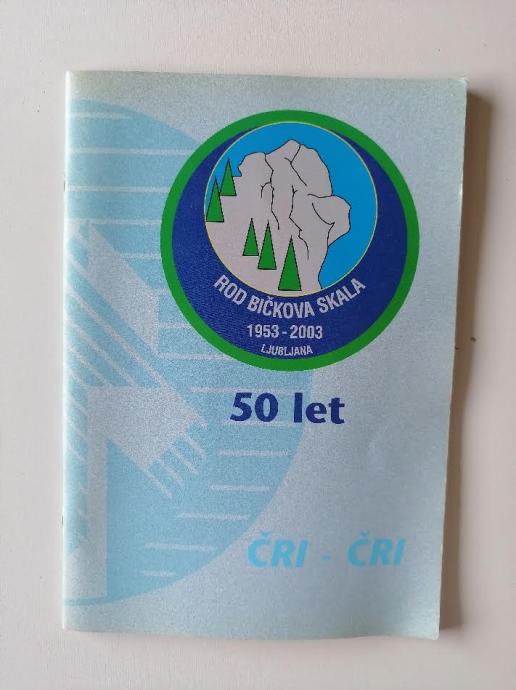 ROD BIČKOVA SKALA
1953 - 2003
LJUBLJANA
50 let
ČRI - ČRI